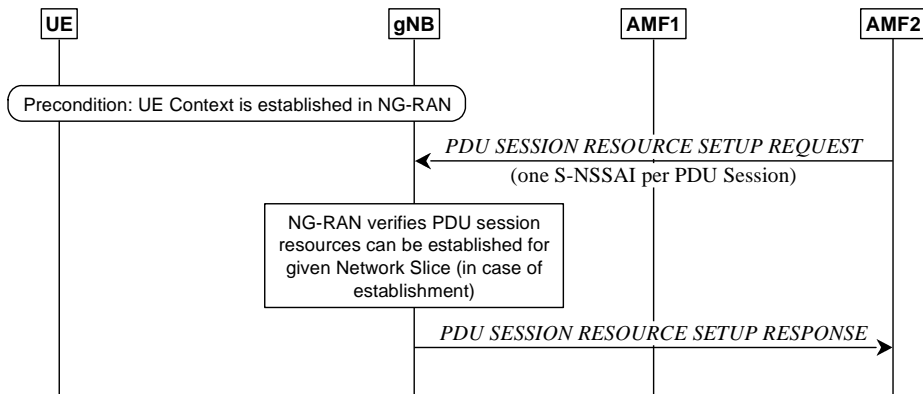 UE gNB AMF1 AMF2
Precondition: UE Context is established in NG-RAN
PDU SESSION RESOURCE SETUP REQUEST
(one S-NSSAI per PDU Session)
NG-RAN verifies PDU session
resources can be established for
given Network Slice (in case of
establishment)
PDU SESSION RESOURCE SETUP RESPONSE